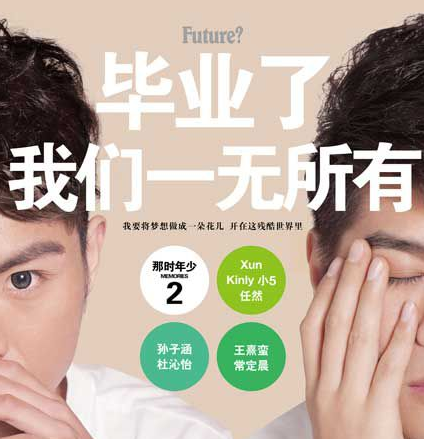 Future?
毕业了
我们一无所有
我要将梦想做成一朵花儿 开在这残酷世界里
那时年少
MEMORIES
2
Xun
Kinly 小5
任然
孙子涵
杜沁怡
王熹蛮
常定晨